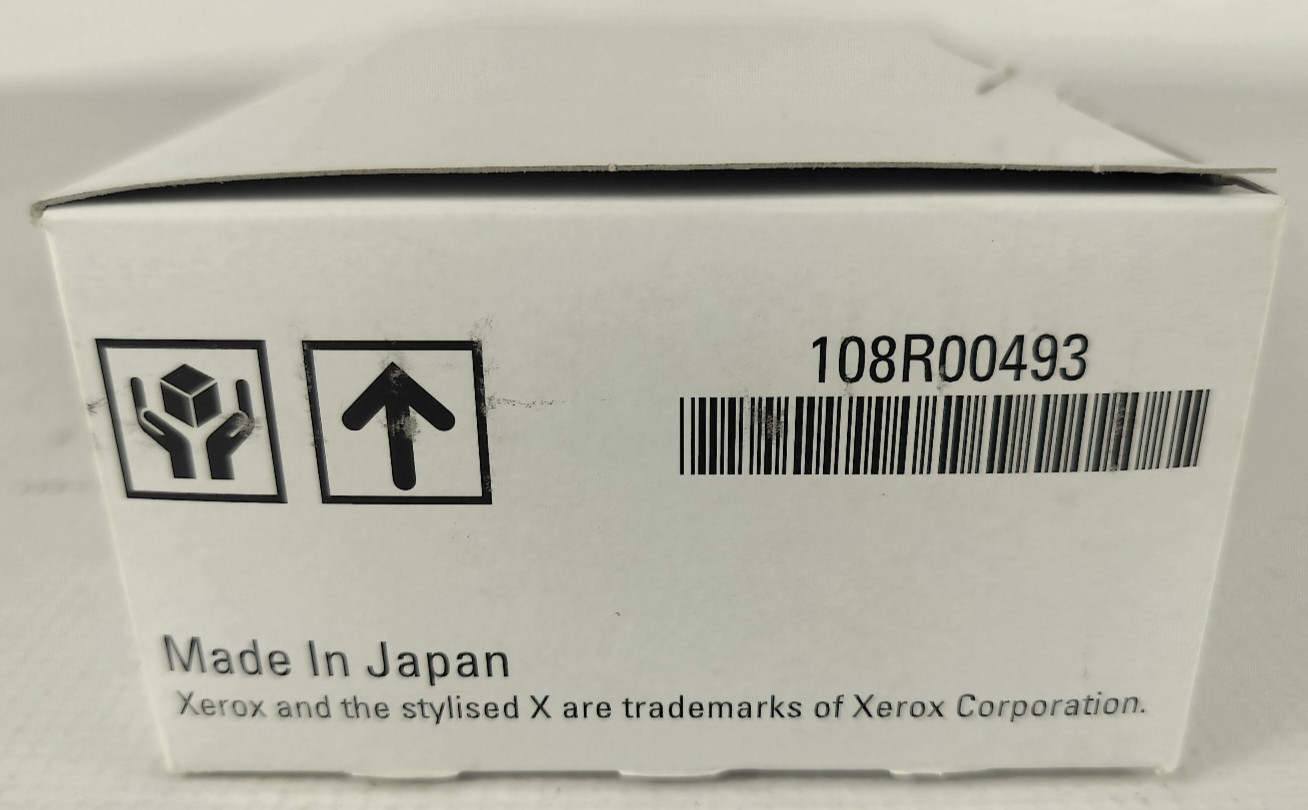 108R00493
Made In Japan
Xerox and the stylised X are trademarks of Xerox Corporation.